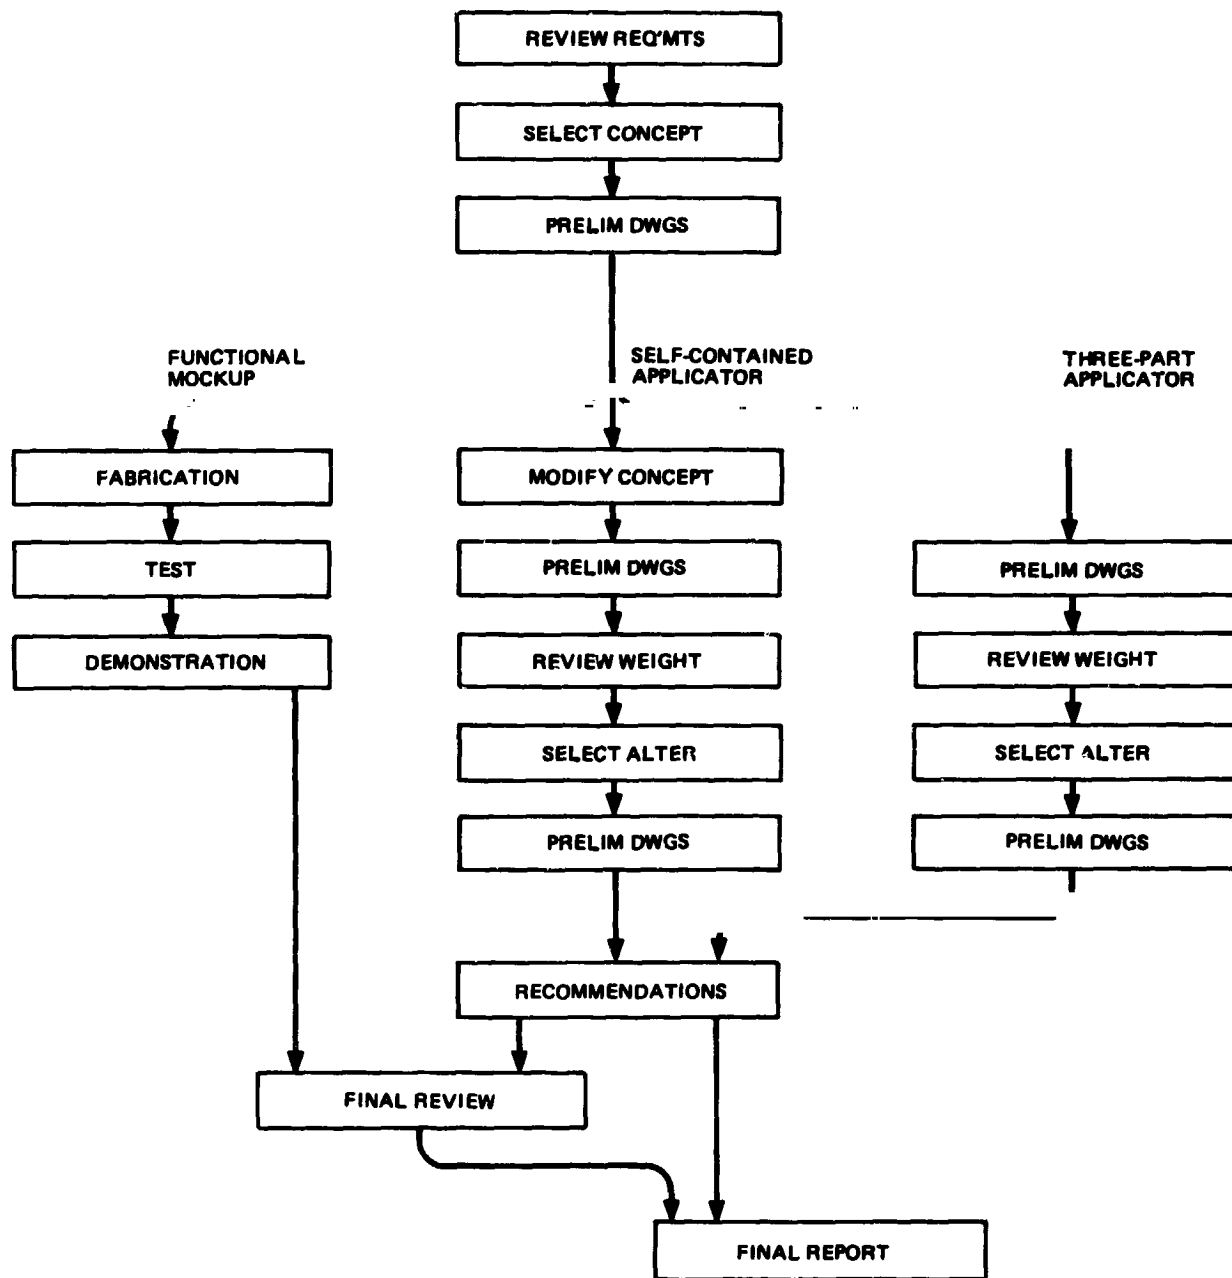 REVIEW REQ'MTS
SELECT CONCEPT
PRELIM DWGS
FUNCTIONAL
MOCKUP
SELF-CONTAINED
APPLICATOR
THREE-PART
APPLICATOR
FABRICATION
TEST
DEMONSTRATION
MODIFY CONCEPT
PRELIM DWGS
REVIEW WEIGHT
SELECT ALTER
PRELIM DWGS
PRELIM DWGS
REVIEW WEIGHT
SELECT ALTER
PRELIM DWGS
RECOMMENDATIONS
FINAL REVIEW
FINAL REPORT